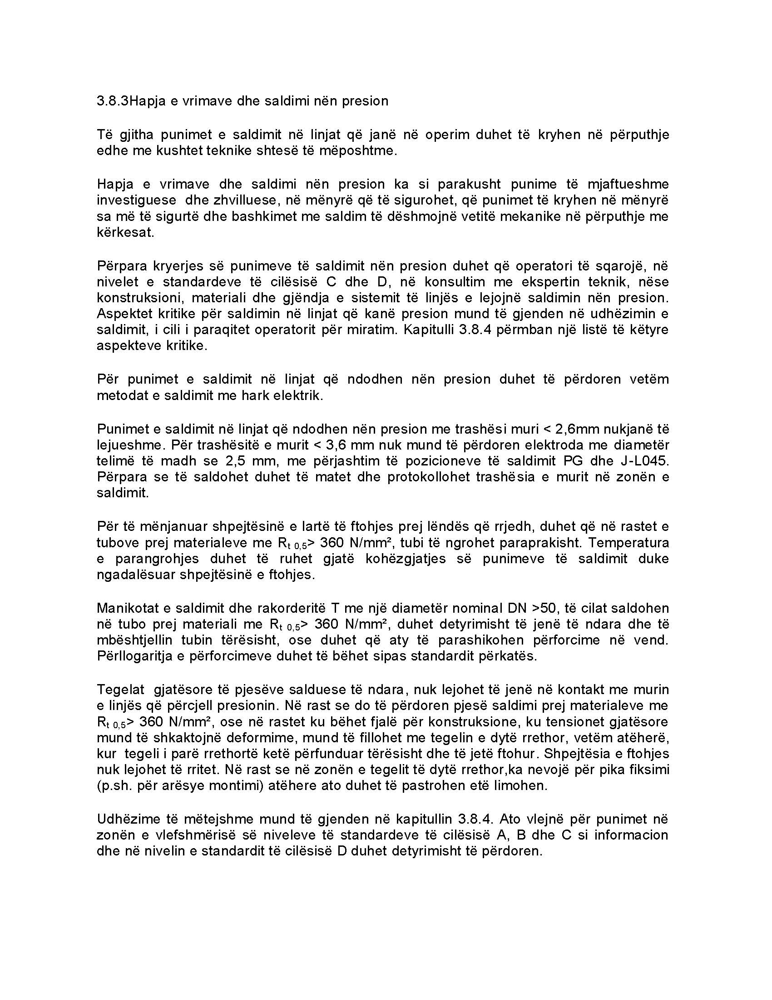 3.8.3Hapja e vrimave dhe saldimi nën presion
Të gjitha punimet e saldimit në linjat që janë në operim duhet të kryhen në përputhje
edhe me kushtet teknike shtesë të mëposhtme.
Hapja e vrimave dhe saldimi nën presion ka si parakusht punime të mjaftueshme
investiguese dhe zhvilluese, në mënyrë që të sigurohet, që punimet të kryhen në mënyrë
sa më të sigurtë dhe bashkimet me saldim të dëshmojnë vetitë mekanike në përputhje me
kërkesat.
Përpara kryerjes së punimeve të saldimit nën presion duhet që operatori të sqarojë, në
nivelet e standardeve të cilësisë C dhe D, në konsultim me ekspertin teknik, nëse
konstruksioni, materiali dhe gjëndja e sistemit të linjës e lejojnë saldimin nën presion.
Aspektet kritike për saldimin në linjat që kanë presion mund të gjenden në udhëzimin e
saldimit, i cili i paraqitet operatorit për miratim. Kapitulli 3.8.4 përmban një listë të këtyre
aspekteve kritike.
Për punimet e saldimit në linjat që ndodhen nën presion duhet të përdoren vetëm
metodat e saldimit me hark elektrik.
Punimet e saldimit në linjat që ndodhen nën presion me trashësi muri < 2,6mm nukjanë të
lejueshme. Për trashësitë e murit < 3,6 mm nuk mund të përdoren elektroda me diametër
telimë të madh se 2,5 mm, me përjashtim të pozicioneve të saldimit PG dhe J-L045.
Përpara se të saldohet duhet të matet dhe protokollohet trashësia e murit në zonën e
saldimit.
Për të mënjanuar shpejtësinë e lartë të ftohjes prej lëndës që rrjedh, duhet që në rastet e
tubove prej materialeve me Rt 0,5> 360 N/mm², tubi të ngrohet paraprakisht. Temperatura
e parangrohjes duhet të ruhet gjatë kohëzgjatjes së punimeve të saldimit duke
ngadalësuar shpejtësinë e ftohjes.
Manikotat e saldimit dhe rakorderitë T me një diametër nominal DN >50, të cilat saldohen
në tubo prej materiali me Rt 0,5> 360 N/mm², duhet detyrimisht të jenë të ndara dhe të
mbështjellin tubin tërësisht, ose duhet që aty të parashikohen përforcime në vend.
Përllogaritja e përforcimeve duhet të bëhet sipas standardit përkatës.
Tegelat gjatësore të pjesëve salduese të ndara, nuk lejohet të jenë në kontakt me murin
e linjës që përcjell presionin. Në rast se do të përdoren pjesë saldimi prej materialeve me
Rt 0,5> 360 N/mm², ose në rastet ku bëhet fjalë për konstruksione, ku tensionet gjatësore
mund të shkaktojnë deformime, mund të fillohet me tegelin e dytë rrethor, vetëm atëherë,
kur tegeli i parë rrethortë ketë përfunduar tërësisht dhe të jetë ftohur. Shpejtësia e ftohjes
nuk lejohet të rritet. Në rast se në zonën e tegelit të dytë rrethor,ka nevojë për pika fiksimi
(p.sh. për arësye montimi) atëhere ato duhet të pastrohen etë limohen.
Udhëzime të mëtejshme mund të gjenden në kapitullin 3.8.4. Ato vlejnë për punimet në
zonën e vlefshmërisë së niveleve të standardeve të cilësisë A, B dhe C si informacion
dhe në nivelin e standardit të cilësisë D duhet detyrimisht të përdoren.